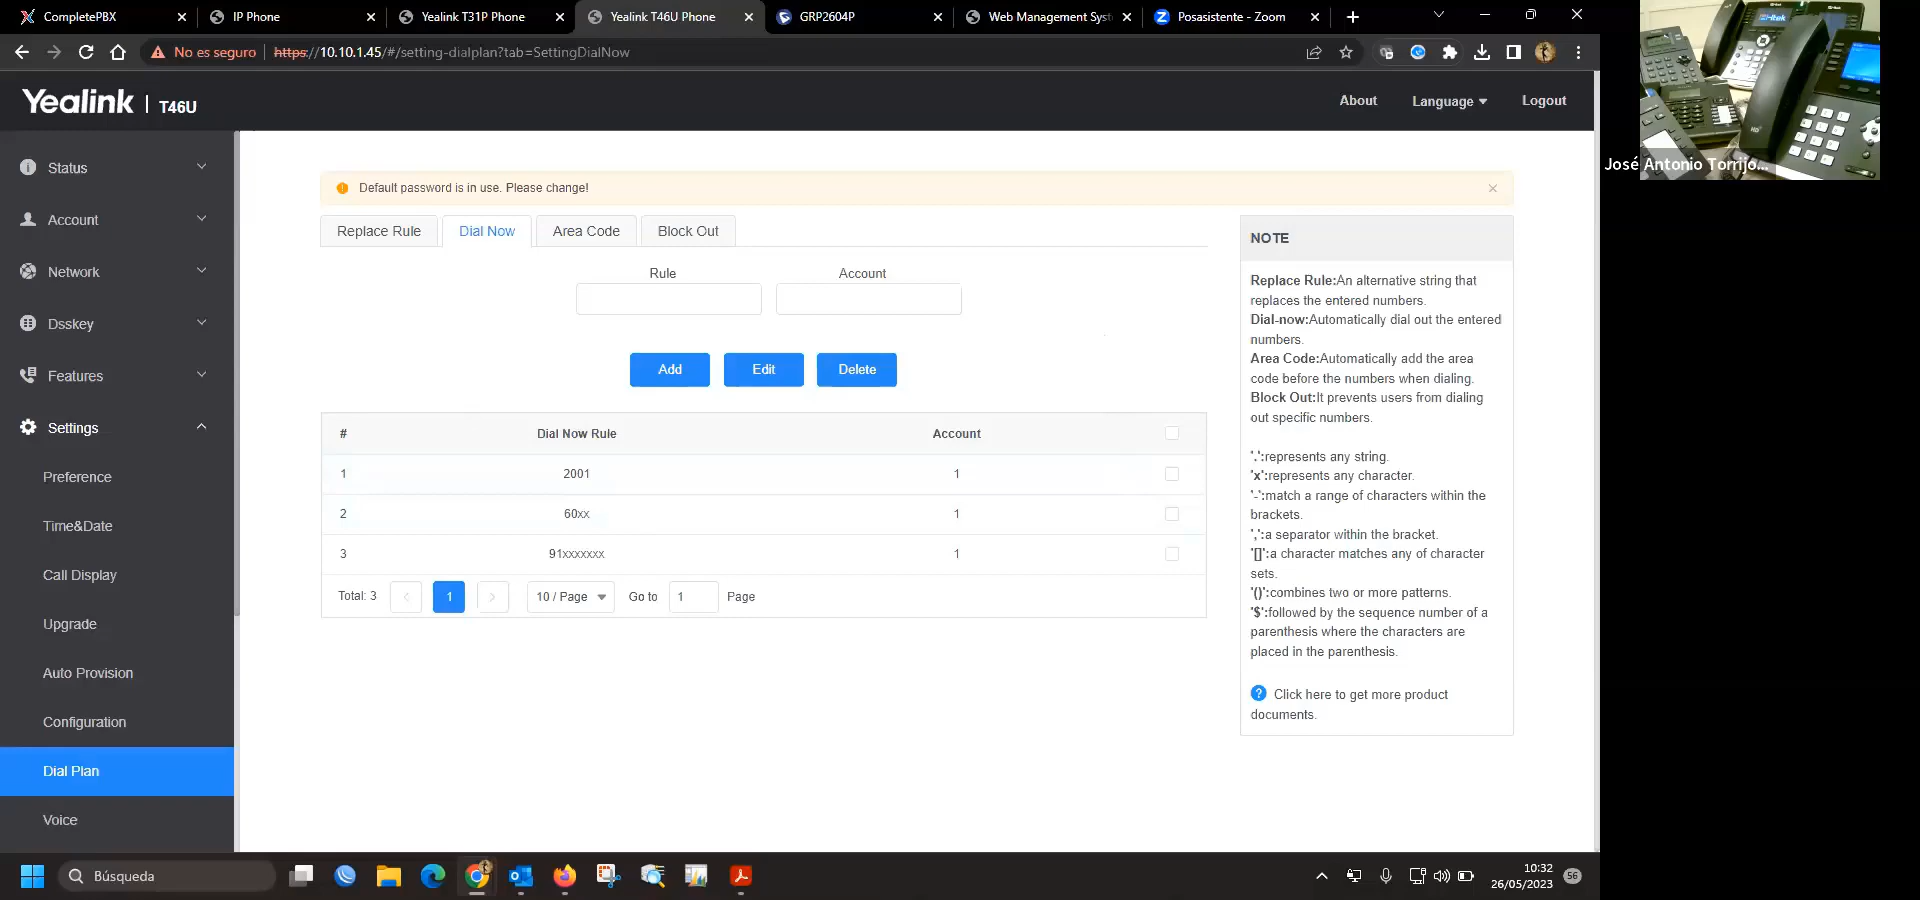 CompletePBX
IP Phone
Yealink T31P Phone
Yealink T46U Phone
GRP2604P
Web Management Syst
Posasistente - Zoom
No es seguro
https://10.10.1.45/#/setting-dialplan?tab=SettingDialNow
Yealink | T46U
About
Language
Logout
Status
Account
Network
Dsskey
Features
Settings
Preference
Time&Date
Call Display
Upgrade
Auto Provision
Configuration
Dial Plan
Voice
Default password is in use. Please change!
Replace Rule
Dial Now
Area Code
Block Out
Rule
Account
Add
Edit
Delete
# Dial Now Rule Account
1 2001 1
2 60xx 1
3 91xxxxxxx 1
Total: 3
1
10 / Page
Go to
1
Page
NOTE
Replace Rule:An alternative string that
replaces the entered numbers.
Dial-now:Automatically dial out the entered
numbers.
Area Code:Automatically add the area
code before the numbers when dialing.
Block Out:It prevents users from dialing
out specific numbers.
'.':represents any string.
'x':represents any character.
'-':match a range of characters within the
brackets.
',':a separator within the bracket.
'[]':a character matches any of character
sets.
'()':combines two or more patterns.
'$':followed by the sequence number of a
parenthesis where the characters are
placed in the parenthesis.
Click here to get more product
documents.
José Antonio Torrijo...
Búsqueda
10:32
26/05/2023
56